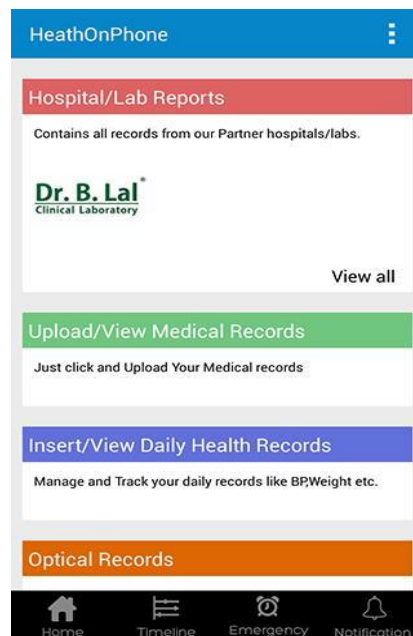 HeathOnPhone
Hospital/Lab Reports
Contains all records from our Partner hospitals/labs.
Dr. B. Lal®
Clinical Laboratory
View all
Upload/View Medical Records
Just click and Upload Your Medical records
Insert/View Daily Health Records
Manage and Track your daily records like BP,Weight etc.
Optical Records
Home Timeline Emergency Notification